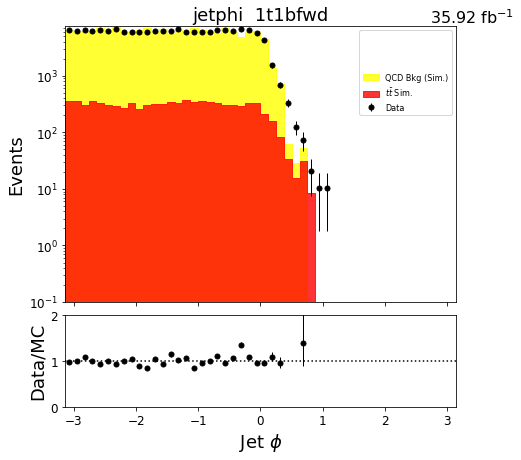 jetphi 1t1bfwd
35.92 fb⁻¹
QCD Bkg (Sim.)
tt̄ Sim.
Data
Events
10³
10²
10¹
10⁰
10⁻¹
Data/MC
2
1
0
−3 −2 −1 0 1 2 3
Jet ϕ